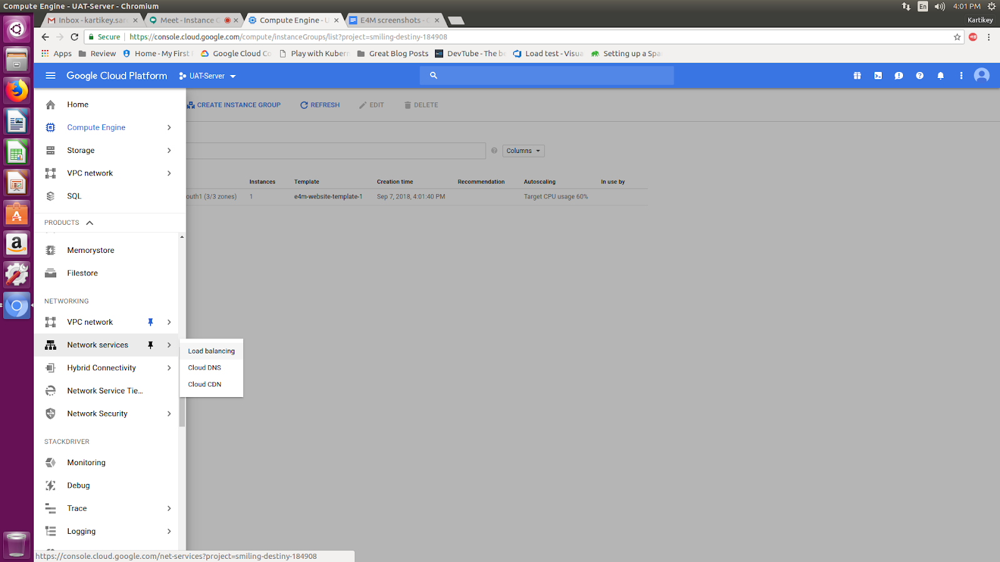 Compute Engine - UAT-Server - Chromium
En
4:01 PM
Inbox - kartikey.sar
Meet - Instance G
Compute Engine - U
E4M screenshots - G
Kartikey
Secure
https://console.cloud.google.com/compute/instanceGroups/list?project=smiling-destiny-184908
Apps
Review
Home - My First
Google Cloud Co
Play with Kubern
Great Blog Posts
DevTube - The be
Load test - Visua
Setting up a Spa
Google Cloud Platform
UAT-Server
Home
CREATE INSTANCE GROUP
REFRESH
EDIT
DELETE
Compute Engine
Storage
Columns
VPC network
Instances
Template
Creation time
Recommendation
Autoscaling
In use by
SQL
outh1 (3/3 zones)
1
e4m-website-template-1
Sep 7, 2018, 4:01:40 PM
Target CPU usage 60%
PRODUCTS
Memorystore
Filestore
NETWORKING
VPC network
Network services
Load balancing
Hybrid Connectivity
Cloud DNS
Cloud CDN
Network Service Tie...
Network Security
STACKDRIVER
Monitoring
Debug
Trace
Logging
https://console.cloud.google.com/net-services?project=smiling-destiny-184908